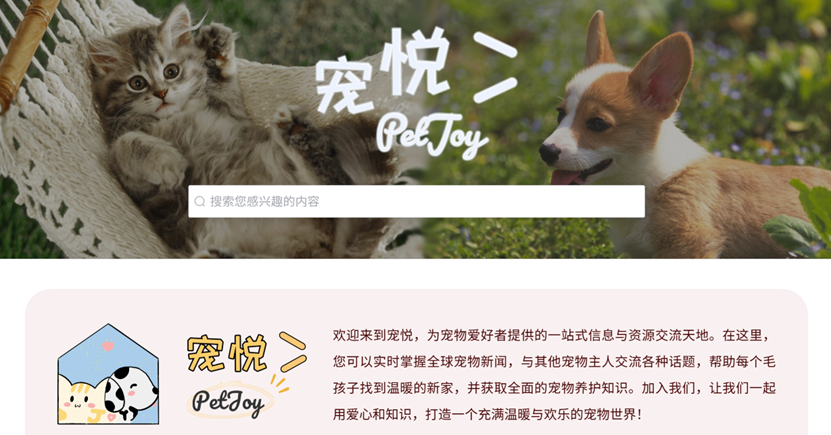 宠悦
PetJoy
搜索您感兴趣的内容
宠悦
PetJoy
欢迎来到宠悦，为宠物爱好者提供的一站式信息与资源交流天地。在这里，
您可以实时掌握全球宠物新闻，与其他宠物主人交流各种话题，帮助每个毛
孩子找到温暖的新家，并获取全面的宠物养护知识。加入我们，让我们一起
用爱心和知识，打造一个充满温暖与欢乐的宠物世界！